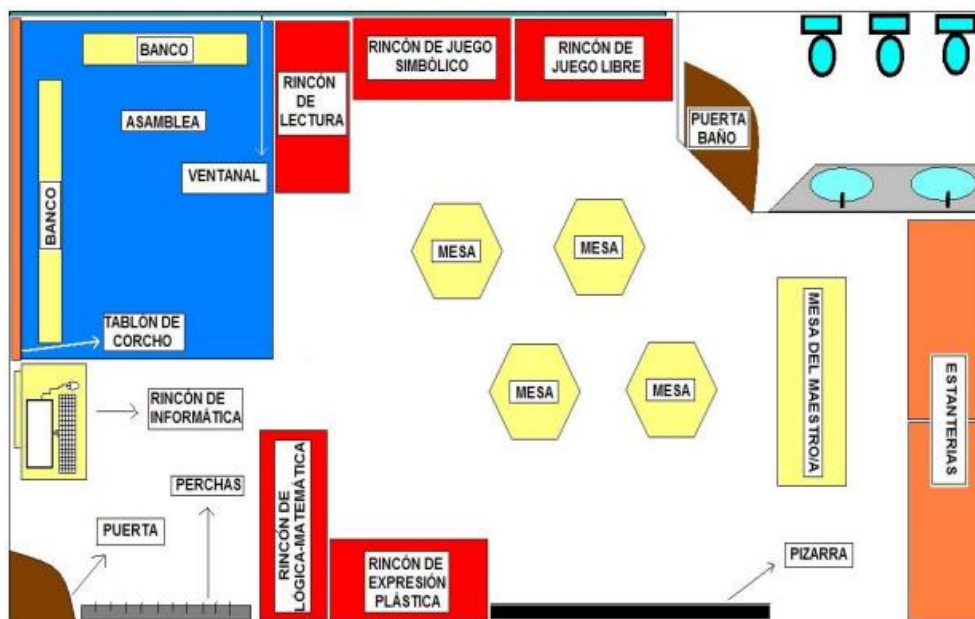 BANCO
RINCÓN DE JUEGO
SIMBÓLICO
RINCÓN DE
JUEGO LIBRE
RINCÓN
DE
LECTURA
ASAMBLEA
PUERTA
BAÑO
VENTANAL
BANCO
MESA
MESA
TABLÓN DE
CORCHO
MESA DEL MAESTRO/A
ESTANTERIAS
MESA
MESA
RINCÓN DE
INFORMÁTICA
PERCHAS
RINCÓN DE
LÓGICA-MATEMÁTICA
PUERTA
RINCÓN DE
EXPRESIÓN
PLÁSTICA
PIZARRA